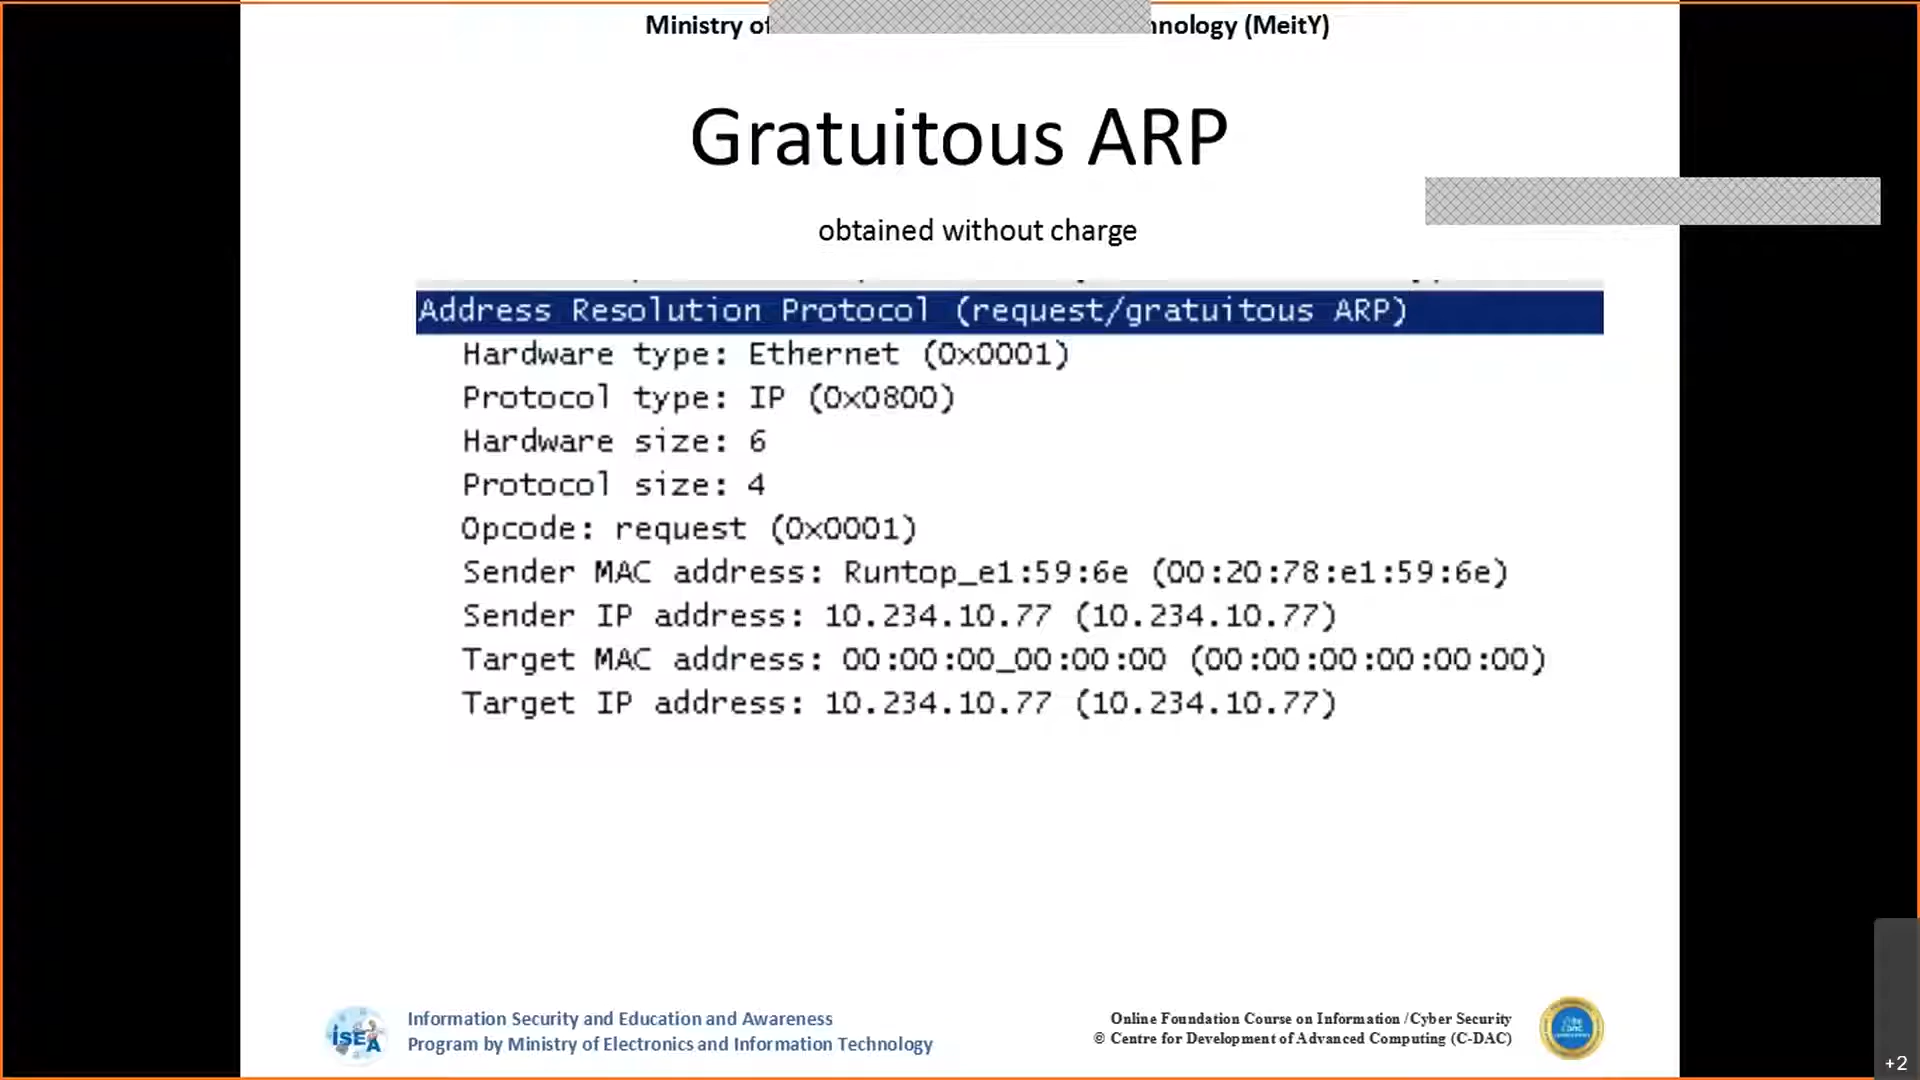 Ministry of nology (MeitY)
Gratuitous ARP
obtained without charge
Address Resolution Protocol (request/gratuitous ARP)
Hardware type: Ethernet (0x0001)
Protocol type: IP (0x0800)
Hardware size: 6
Protocol size: 4
Opcode: request (0x0001)
Sender MAC address: Runtop_e1:59:6e (00:20:78:e1:59:6e)
Sender IP address: 10.234.10.77 (10.234.10.77)
Target MAC address: 00:00:00_00:00:00 (00:00:00:00:00:00)
Target IP address: 10.234.10.77 (10.234.10.77)
ISEA
Information Security and Education and Awareness
Program by Ministry of Electronics and Information Technology
Online Foundation Course on Information /Cyber Security
© Centre for Development of Advanced Computing (C-DAC)
+2